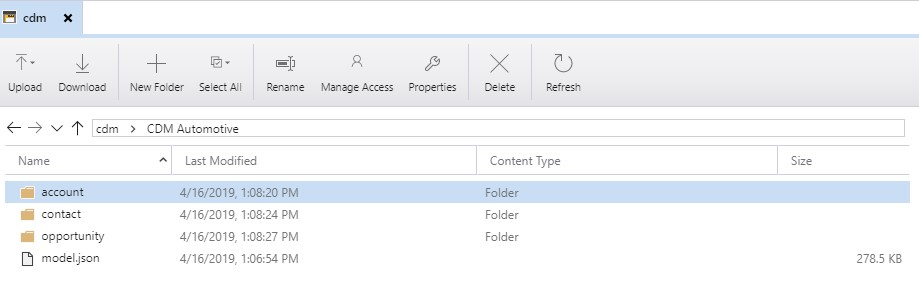 cdm
Upload Download New Folder Select All Rename Manage Access Properties Delete Refresh
cdm CDM Automotive
Name Last Modified Content Type Size
account 4/16/2019, 1:08:20 PM Folder
contact 4/16/2019, 1:08:24 PM Folder
opportunity 4/16/2019, 1:08:27 PM Folder
model.json 4/16/2019, 1:06:54 PM 278.5 KB